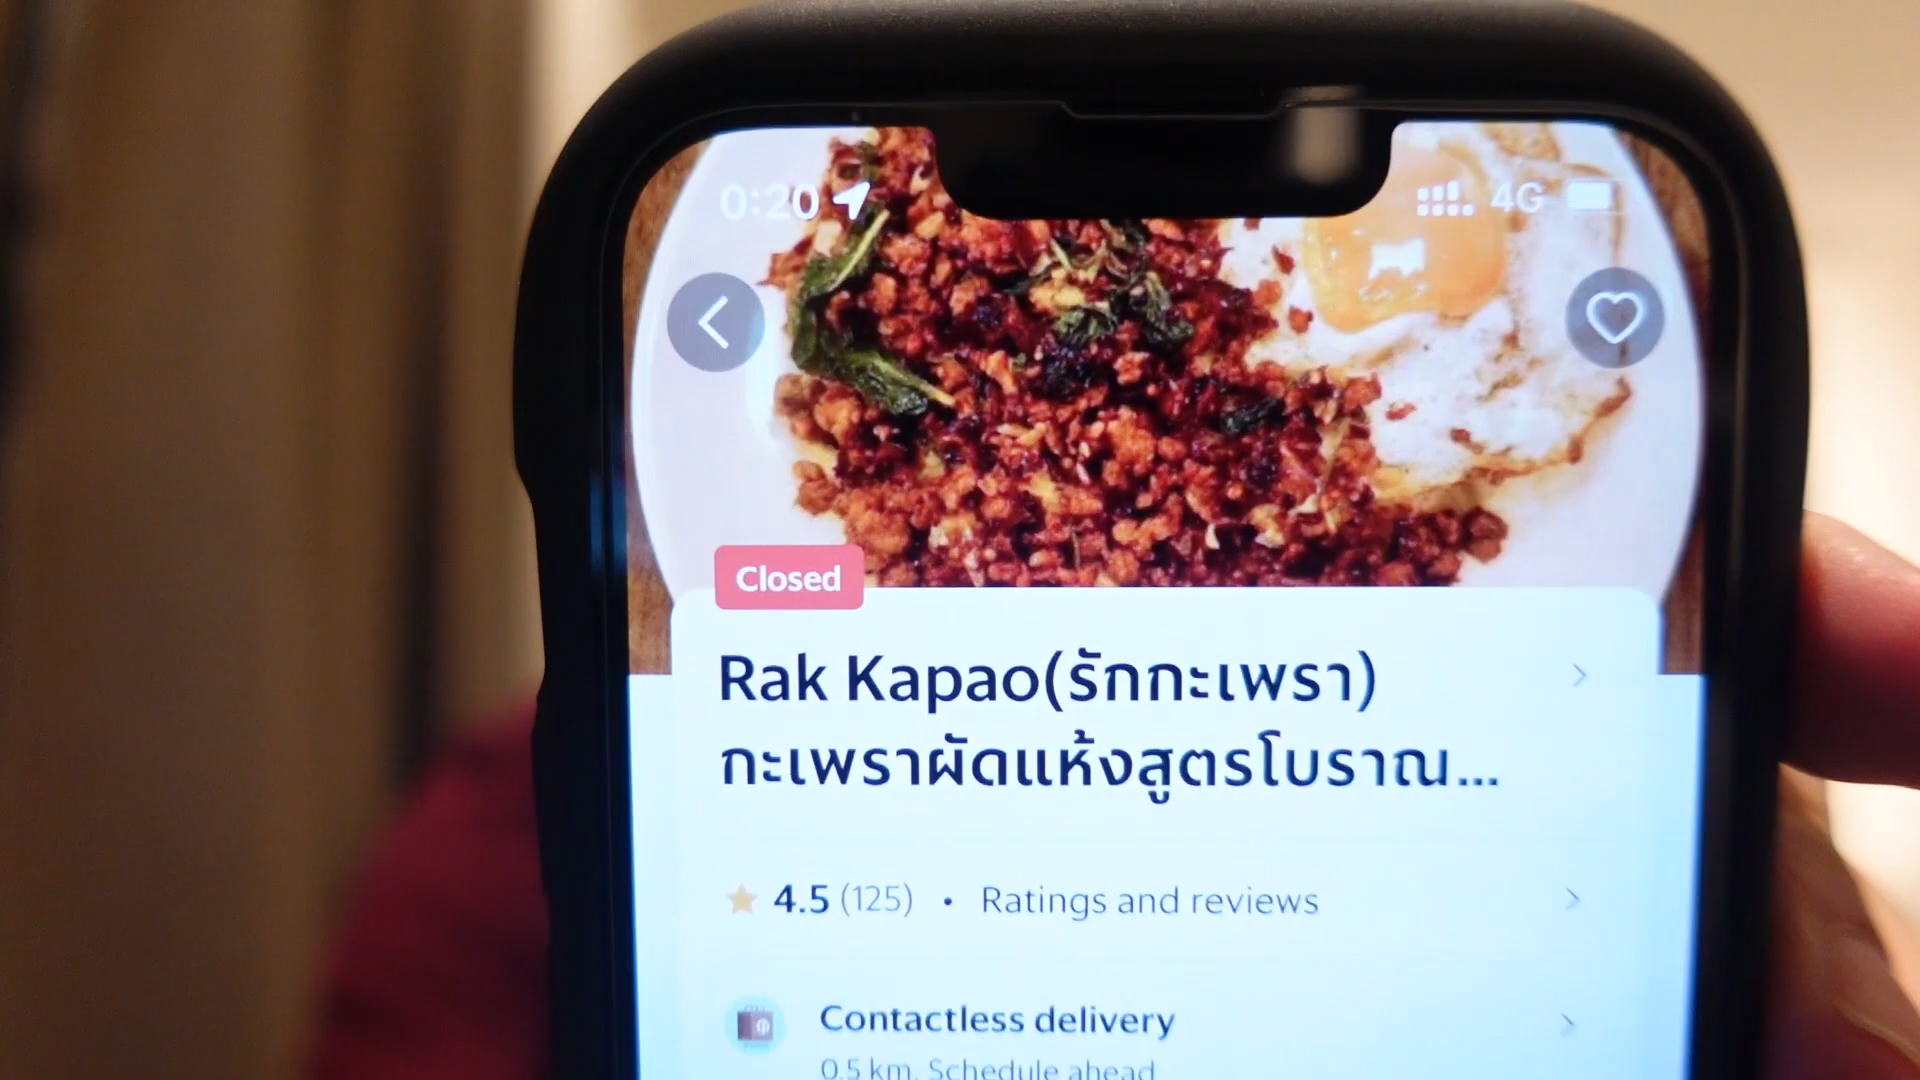 0:20
4G
Closed
Rak Kapao(รักกะเพรา)
กะเพราผัดแห้งสูตรโบราณ...
4.5 (125) • Ratings and reviews
Contactless delivery
0.5 km. Schedule ahead